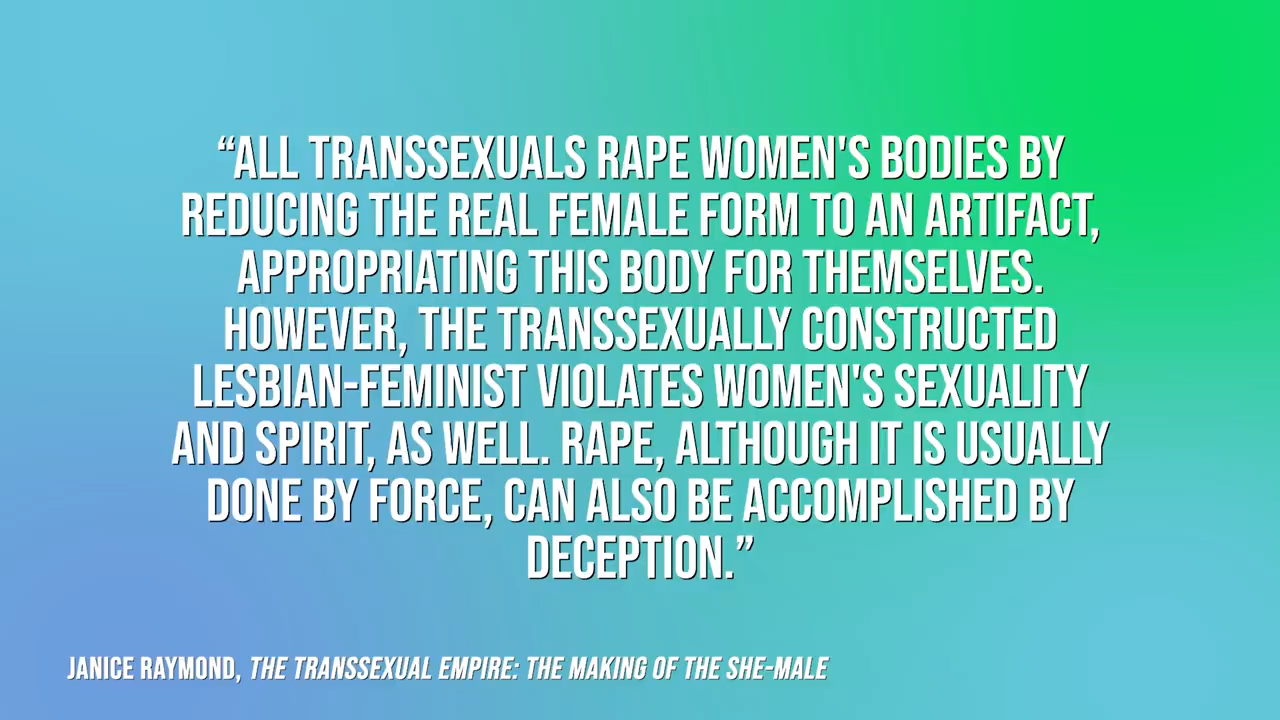 “ALL TRANSSEXUALS RAPE WOMEN'S BODIES BY
REDUCING THE REAL FEMALE FORM TO AN ARTIFACT,
APPROPRIATING THIS BODY FOR THEMSELVES.
HOWEVER, THE TRANSSEXUALLY CONSTRUCTED
LESBIAN-FEMINIST VIOLATES WOMEN'S SEXUALITY
AND SPIRIT, AS WELL. RAPE, ALTHOUGH IT IS USUALLY
DONE BY FORCE, CAN ALSO BE ACCOMPLISHED BY
DECEPTION.”
JANICE RAYMOND, THE TRANSSEXUAL EMPIRE: THE MAKING OF THE SHE-MALE